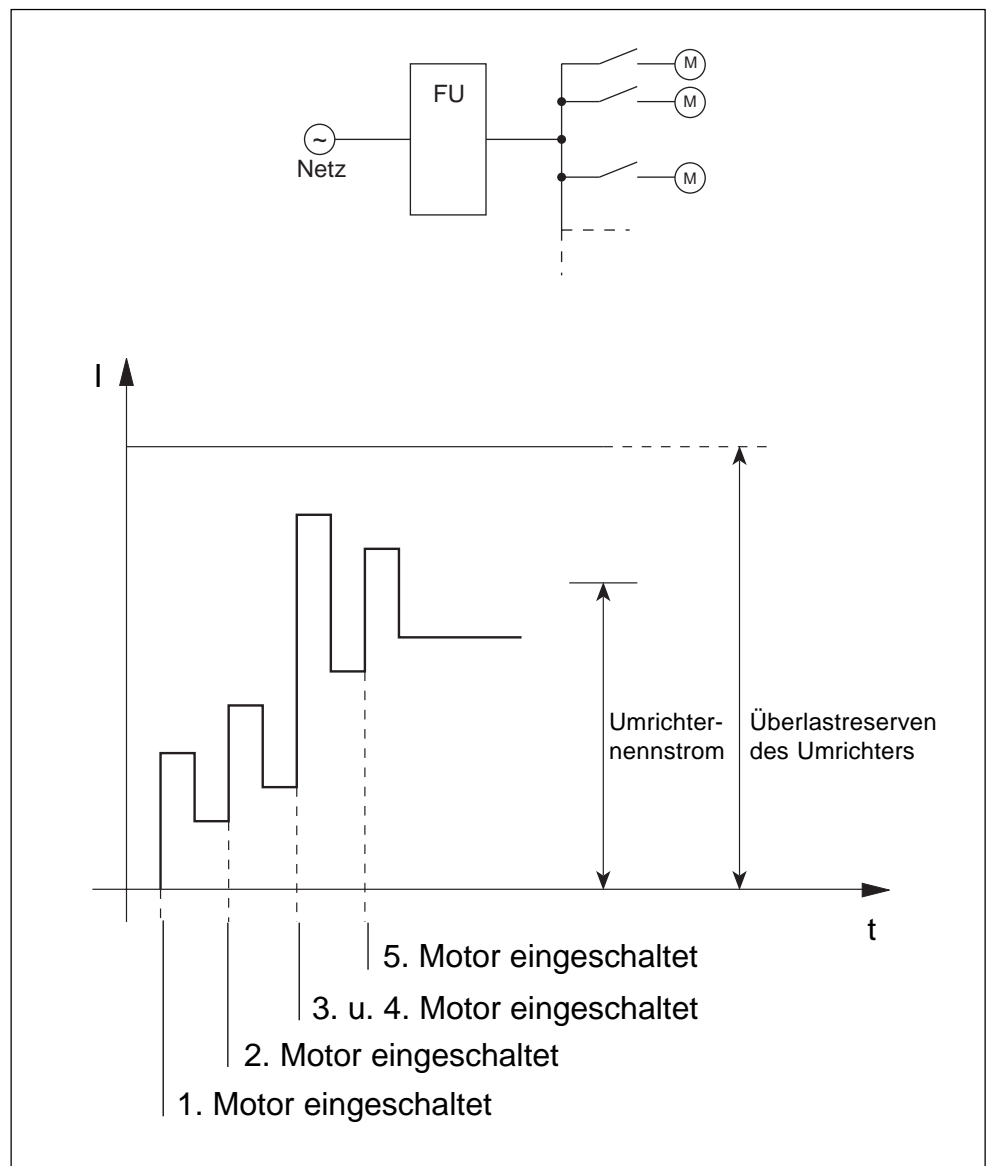 FU
M
M
M
~
Netz
I
Umrichter-
nennstrom
Überlastreserven
des Umrichters
t
5. Motor eingeschaltet
3. u. 4. Motor eingeschaltet
2. Motor eingeschaltet
1. Motor eingeschaltet